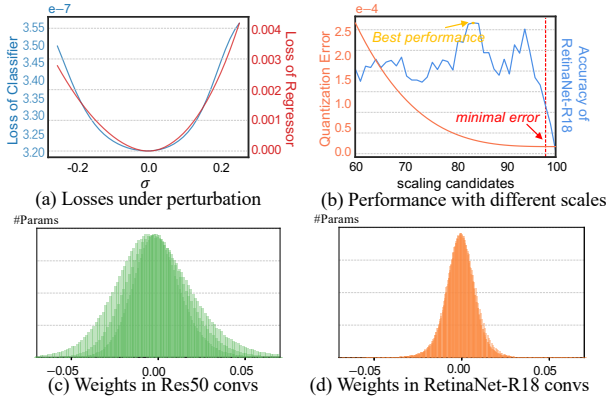 e−7
Loss of Classifier
3.55
3.50
3.45
3.40
3.35
3.30
3.25
3.20
0.004
0.003
0.002
0.001
0.000
Loss of Regressor
−0.2 0.0 0.2
σ
(a) Losses under perturbation
e−4
Quantization Error
2.5
2.0
1.5
1.0
0.5
0.0
Best performance
minimal error
Accuracy of
RetinaNet-R18
60 70 80 90 100
scaling candidates
(b) Performance with different scales
#Params
−0.05 0.00 0.05
(c) Weights in Res50 convs
#Params
−0.05 0.00 0.05
(d) Weights in RetinaNet-R18 convs